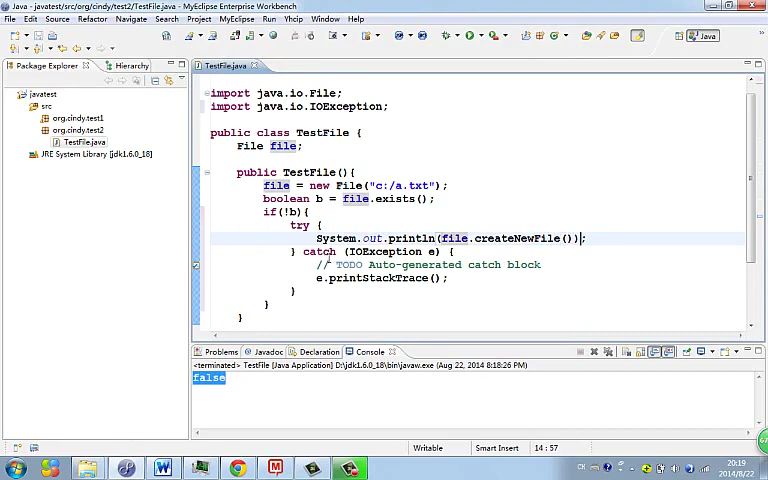 Java - javatest/src/org/cindy/test2/TestFile.java - MyEclipse Enterprise Workbench
File Edit Source Refactor Navigate Search Project MyEclipse Run Yhcip Window Help
Java
Package Explorer Hierarchy
TestFile.java
javatest
src
org.cindy.test1
org.cindy.test2
TestFile.java
JRE System Library [jdk1.6.0_18]
import java.io.File;
import java.io.IOException;
public class TestFile {
File file;
public TestFile(){
file = new File("c:/a.txt");
boolean b = file.exists();
if(!b){
try {
System.out.println(file.createNewFile());
} catch (IOException e) {
// TODO Auto-generated catch block
e.printStackTrace();
}
}
}
Problems Javadoc Declaration Console
<terminated> TestFile [Java Application] D:\jdk1.6.0_18\bin\javaw.exe (Aug 22, 2014 8:18:26 PM)
false
Writable Smart Insert 14 : 57
CH
20:19
2014/8/22